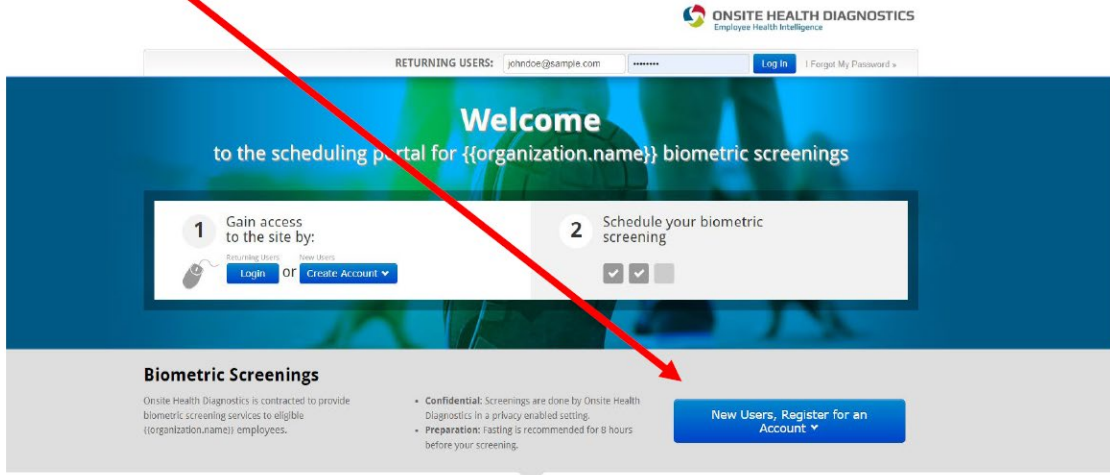 ONSITE HEALTH DIAGNOSTICS
Employee Health Intelligence
RETURNING USERS: johndoe@sample.com •••••••• Log In I Forgot My Password »
Welcome
to the scheduling portal for {{organization.name}} biometric screenings
1
Gain access
to the site by:
Returning Users New Users
Login or Create Account
2
Schedule your biometric
screening
Biometric Screenings
Onsite Health Diagnostics is contracted to provide
biometric screening services to eligible
{{organization.name}} employees.
• Confidential: Screenings are done by Onsite Health
Diagnostics in a privacy enabled setting.
• Preparation: Fasting is recommended for 8 hours
before your screening.
New Users, Register for an
Account